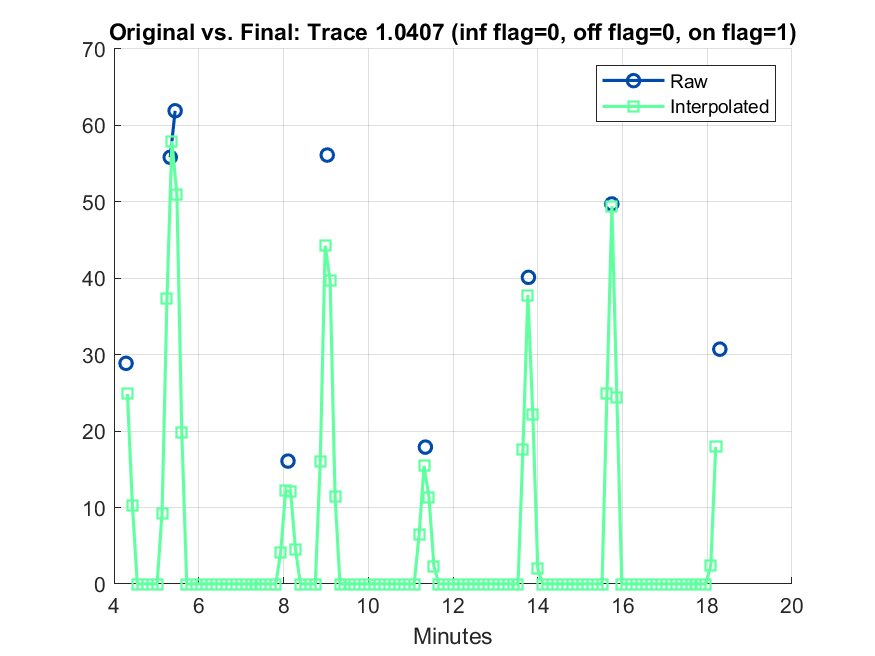 Original vs. Final: Trace 1.0407 (inf flag=0, off flag=0, on flag=1)
70
60
50
40
30
20
10
0
Raw
Interpolated
4 6 8 10 12 14 16 18 20
Minutes